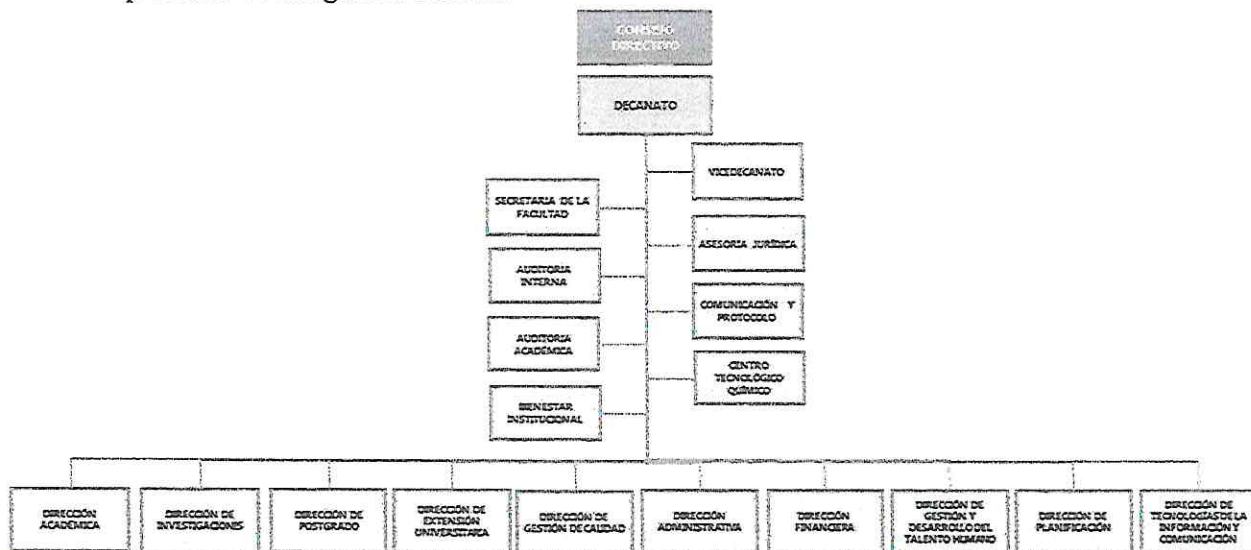 CONSEJO
DIRECTIVO
DECANATO
VICEDECANATO
SECRETARIA DE LA
FACULTAD
ASESORIA JURÍDICA
AUDITORIA
INTERNA
COMUNICACIÓN Y
PROTOCOLO
AUDITORIA
ACADÉMICA
CENTRO
TECNOLÓGICO
QUÍMICO
BIENESTAR
INSTITUCIONAL
DIRECCIÓN
ACADÉMICA
DIRECCIÓN DE
INVESTIGACIONES
DIRECCIÓN DE
POSTGRADO
DIRECCIÓN DE
EXTENSIÓN
UNIVERSITARIA
DIRECCIÓN DE
GESTIÓN DE CALIDAD
DIRECCIÓN
ADMINISTRATIVA
DIRECCIÓN
FINANCIERA
DIRECCIÓN DE
GESTIÓN Y
DESARROLLO DEL
TALENTO HUMANO
DIRECCIÓN DE
PLANIFICACIÓN
DIRECCIÓN DE
TECNOLOGÍAS DE LA
INFORMACIÓN Y
COMUNICACIÓN